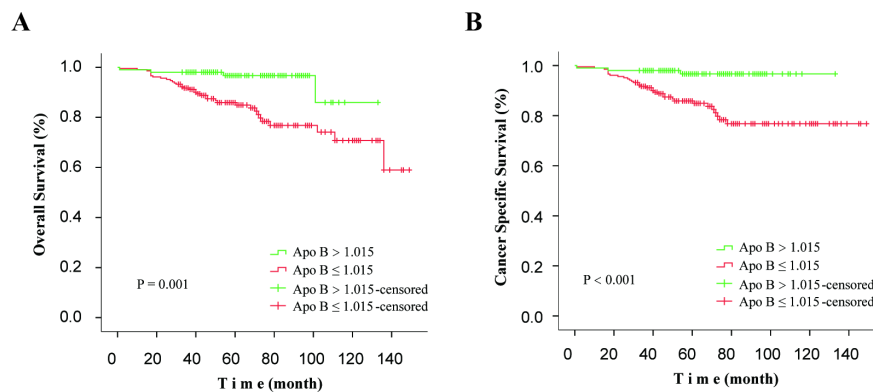 A
Overall Survival (%)
1.0
0.8
0.6
0.4
0.2
0.0
Apo B > 1.015
Apo B ≤ 1.015
Apo B > 1.015-censored
Apo B ≤ 1.015-censored
P = 0.001
0 20 40 60 80 100 120 140
T i m e (month)
B
Cancer Specific Survival (%)
1.0
0.8
0.6
0.4
0.2
0.0
Apo B > 1.015
Apo B ≤ 1.015
Apo B > 1.015-censored
Apo B ≤ 1.015-censored
P < 0.001
0 20 40 60 80 100 120 140
T i m e (month)